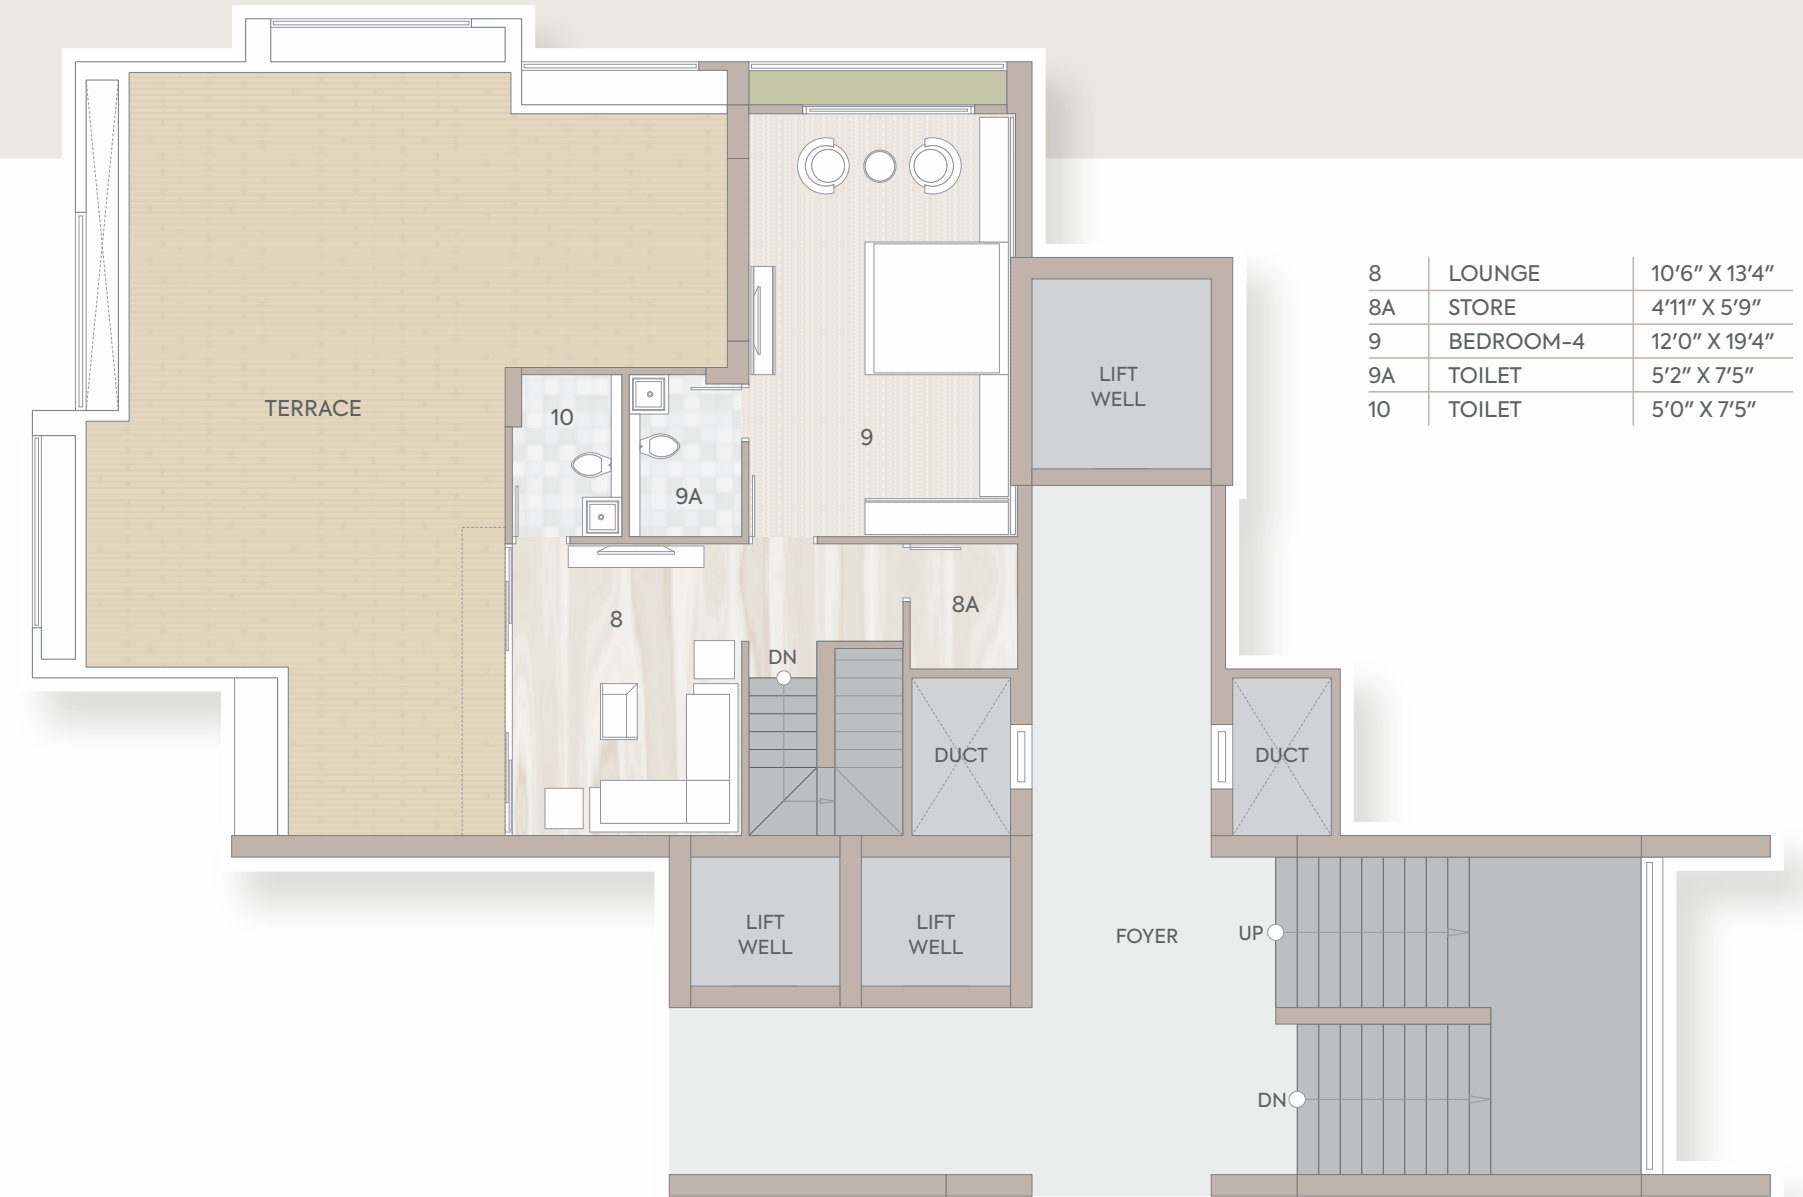 8 LOUNGE 10'6" X 13'4"
8A STORE 4'11" X 5'9"
9 BEDROOM-4 12'0" X 19'4"
9A TOILET 5'2" X 7'5"
10 TOILET 5'0" X 7'5"
LIFT
WELL
TERRACE
10
9
9A
8
8A
DN
DUCT
DUCT
LIFT
WELL
LIFT
WELL
FOYER
UP
DN